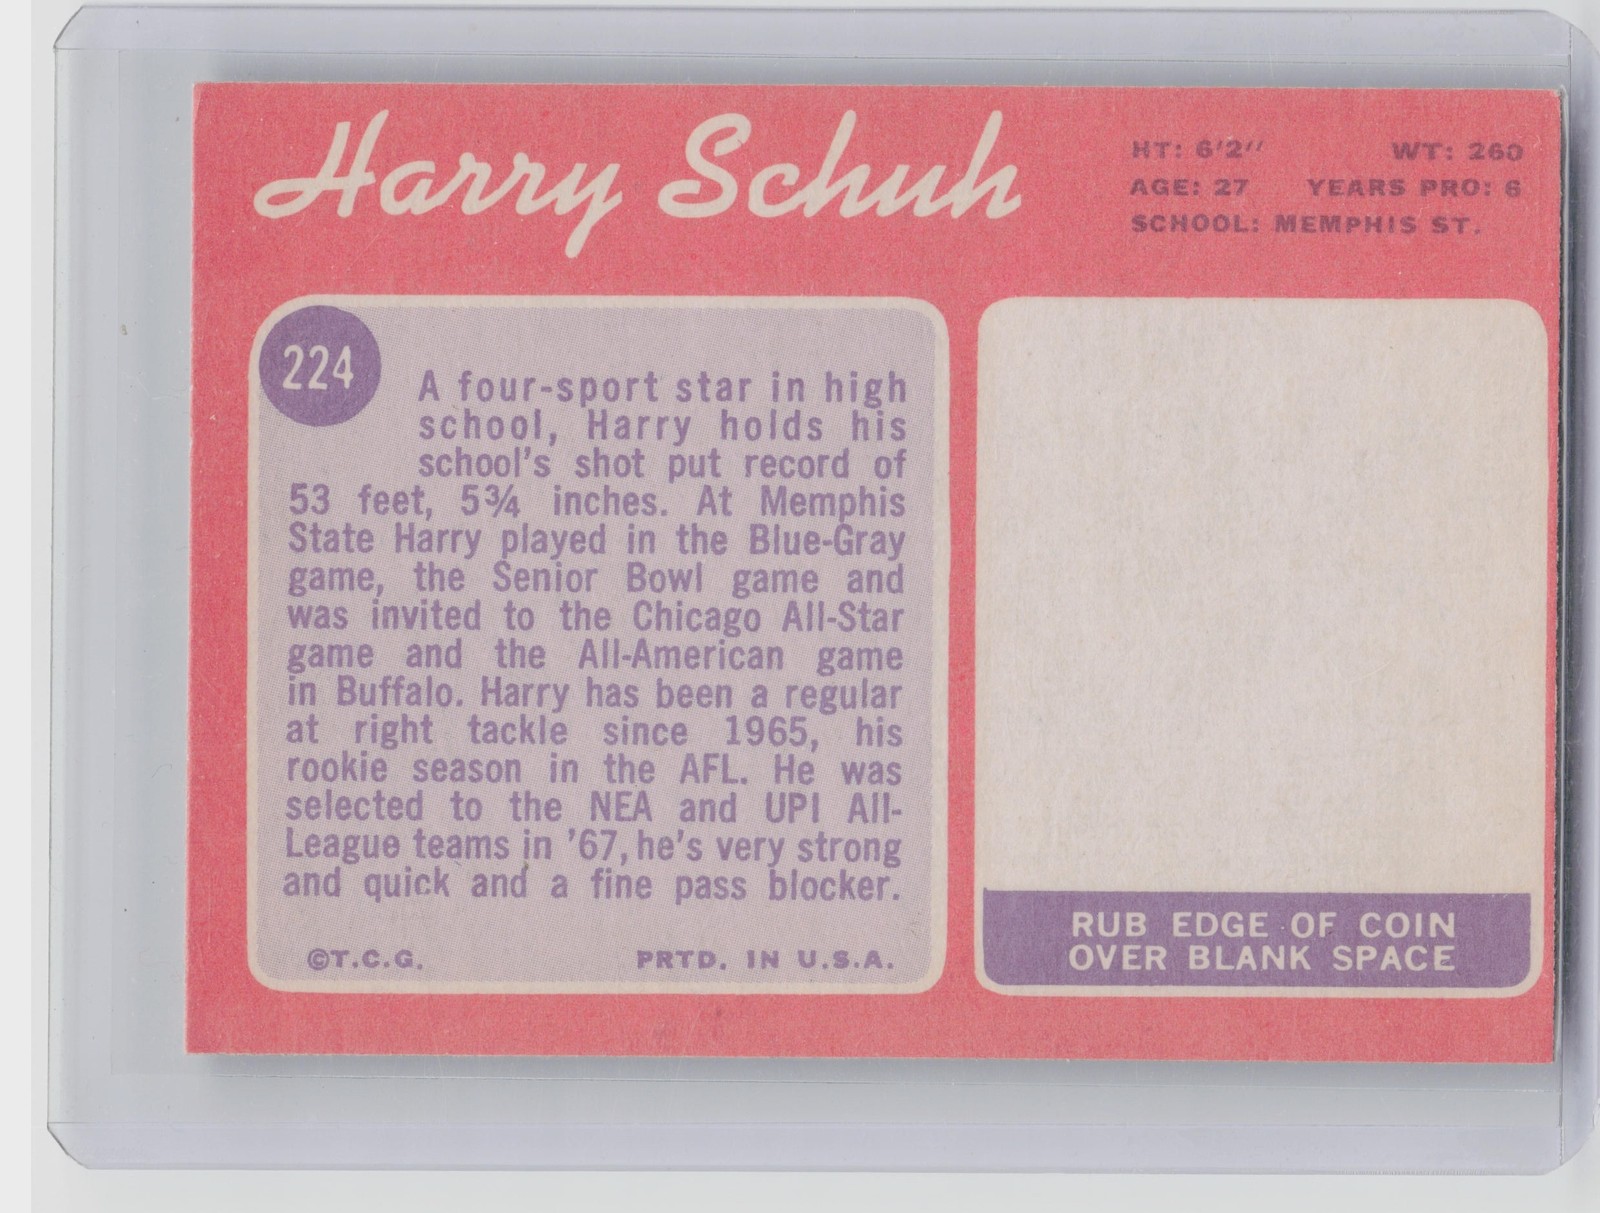 Harry Schuh
HT: 6'2" WT: 260
AGE: 27 YEARS PRO: 6
SCHOOL: MEMPHIS ST.
224
A four-sport star in high
school, Harry holds his
school's shot put record of
53 feet, 5¾ inches. At Memphis
State Harry played in the Blue-Gray
game, the Senior Bowl game and
was invited to the Chicago All-Star
game and the All-American game
in Buffalo. Harry has been a regular
at right tackle since 1965, his
rookie season in the AFL. He was
selected to the NEA and UPI All-
League teams in '67, he's very strong
and quick and a fine pass blocker.
©T.C.G. PRTD. IN U.S.A.
RUB EDGE OF COIN
OVER BLANK SPACE